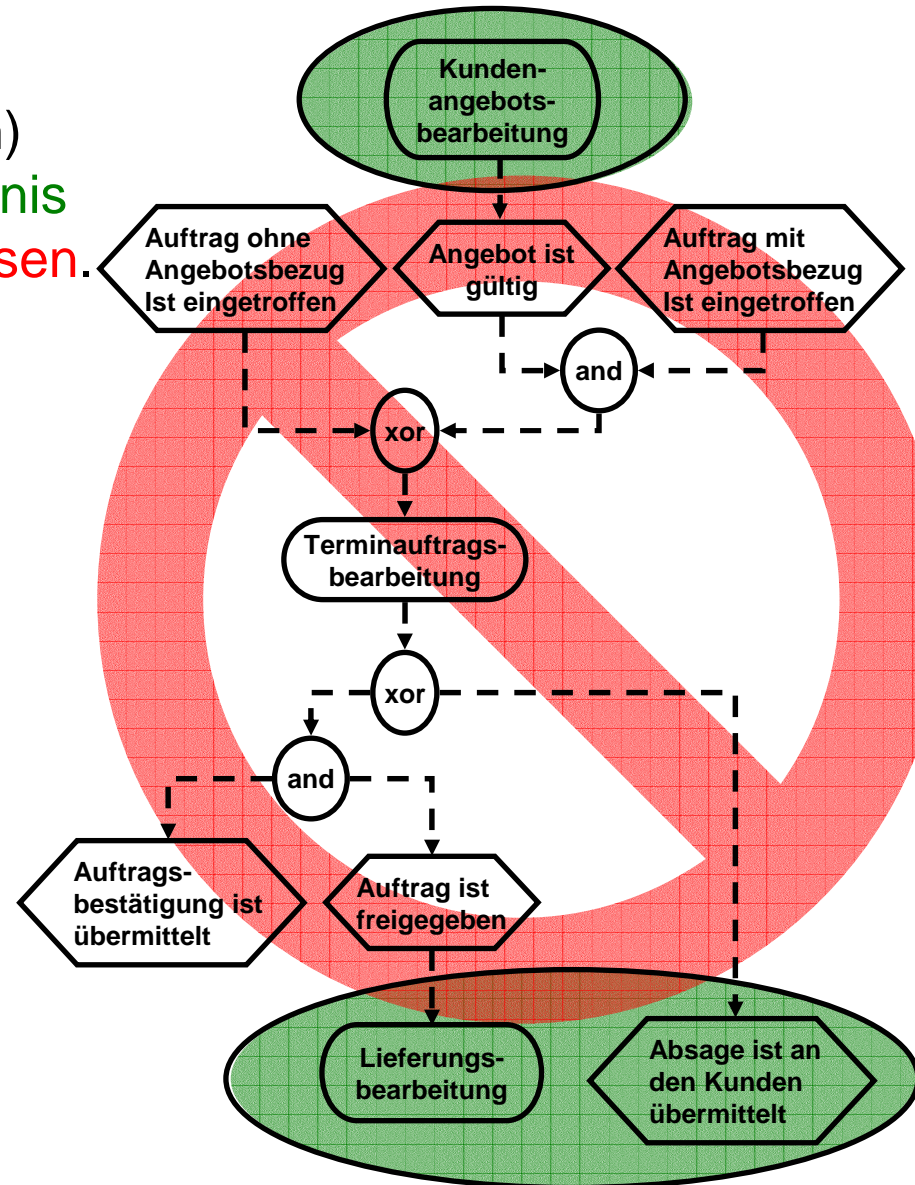 Kunden-
angebots-
bearbeitung
)
nis
sen.
Auftrag ohne
Angebotsbezug
Ist eingetroffen
Angebot ist
gültig
Auftrag mit
Angebotsbezug
Ist eingetroffen
and
xor
Terminauftrags-
bearbeitung
xor
and
Auftrags-
bestätigung ist
übermittelt
Auftrag ist
freigegeben
Lieferungs-
bearbeitung
Absage ist an
den Kunden
übermittelt